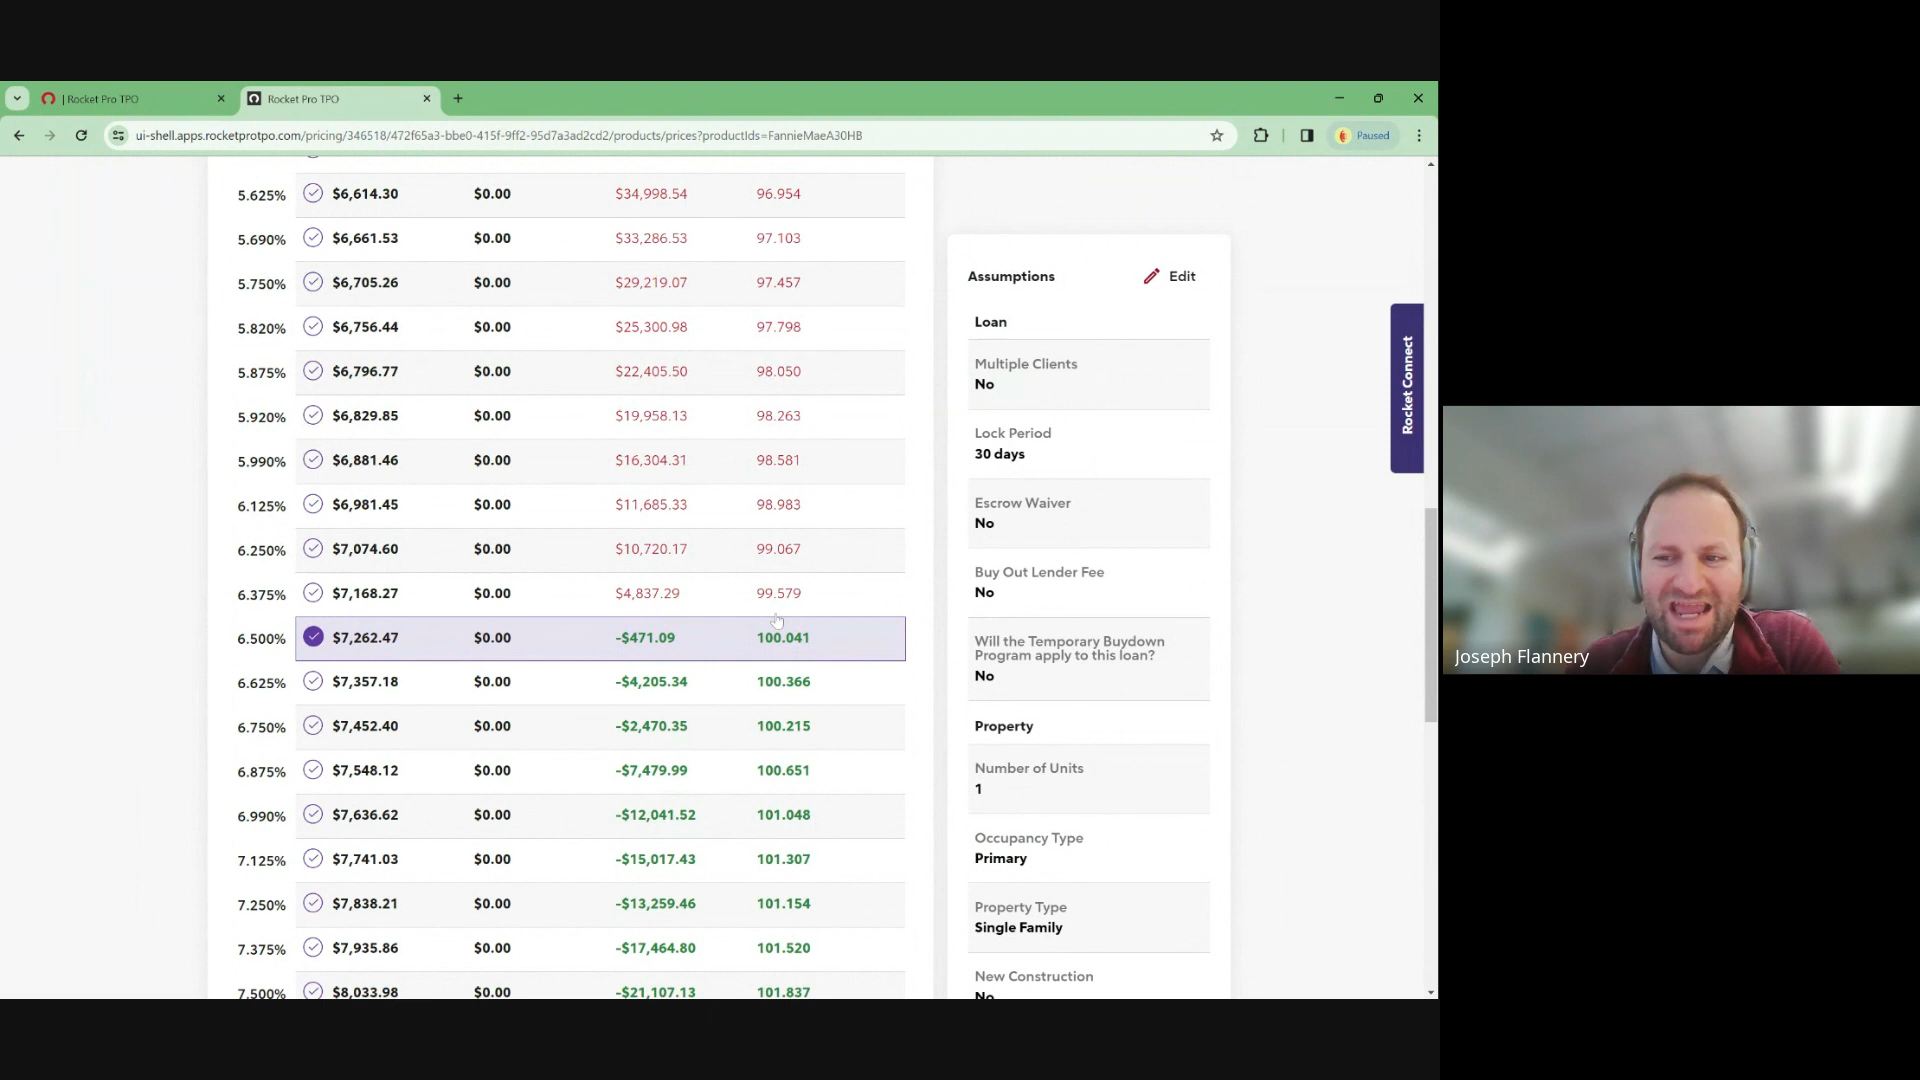 | Rocket Pro TPO
Rocket Pro TPO
ui-shell.apps.rocketprotpo.com/pricing/346518/472f65a3-bbe0-415f-9ff2-95d7a3ad2cd2/products/prices?productIds=FannieMaeA30HB
Paused
5.625% $6,614.30 $0.00 $34,998.54 96.954
5.690% $6,661.53 $0.00 $33,286.53 97.103
5.750% $6,705.26 $0.00 $29,219.07 97.457
5.820% $6,756.44 $0.00 $25,300.98 97.798
5.875% $6,796.77 $0.00 $22,405.50 98.050
5.920% $6,829.85 $0.00 $19,958.13 98.263
5.990% $6,881.46 $0.00 $16,304.31 98.581
6.125% $6,981.45 $0.00 $11,685.33 98.983
6.250% $7,074.60 $0.00 $10,720.17 99.067
6.375% $7,168.27 $0.00 $4,837.29 99.579
6.500% $7,262.47 $0.00 -$471.09 100.041
6.625% $7,357.18 $0.00 -$4,205.34 100.366
6.750% $7,452.40 $0.00 -$2,470.35 100.215
6.875% $7,548.12 $0.00 -$7,479.99 100.651
6.990% $7,636.62 $0.00 -$12,041.52 101.048
7.125% $7,741.03 $0.00 -$15,017.43 101.307
7.250% $7,838.21 $0.00 -$13,259.46 101.154
7.375% $7,935.86 $0.00 -$17,464.80 101.520
7.500% $8,033.98 $0.00 -$21,107.13 101.837
Assumptions
Edit
Loan
Multiple Clients
No
Lock Period
30 days
Escrow Waiver
No
Buy Out Lender Fee
No
Will the Temporary Buydown
Program apply to this loan?
No
Property
Number of Units
1
Occupancy Type
Primary
Property Type
Single Family
New Construction
No
Rocket Connect
Joseph Flannery